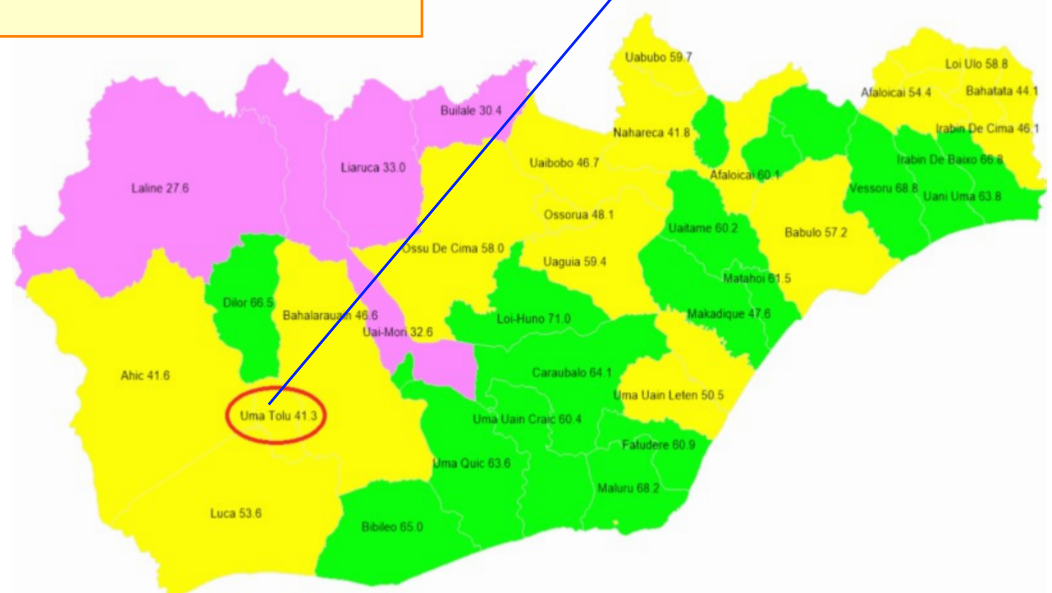 Uabubo 59.7
Loi Ulo 58.8
Afaloicai 54.4
Bahatata 44.1
Builale 30.4
Nahareca 41.8
Irabin De Cima 46.1
Uaibobo 46.7
Irabin De Baixo 66.8
Liaruca 33.0
Afaloicai 60.1
Laline 27.6
Vessoru 68.8
Uani Uma 63.8
Ossorua 48.1
Uaitame 60.2
Babulo 57.2
Ossu De Cima 58.0
Uaguia 59.4
Matahoi 61.5
Dilor 66.5
Bahalarauain 46.6
Loi-Huno 71.0
Makadique 47.6
Uai-Mori 32.6
Ahic 41.6
Caraubalo 64.1
Uma Uain Leten 50.5
Uma Tolu 41.3
Uma Uain Craic 60.4
Fatudere 60.9
Uma Quic 63.6
Maluru 68.2
Luca 53.6
Bibileo 65.0